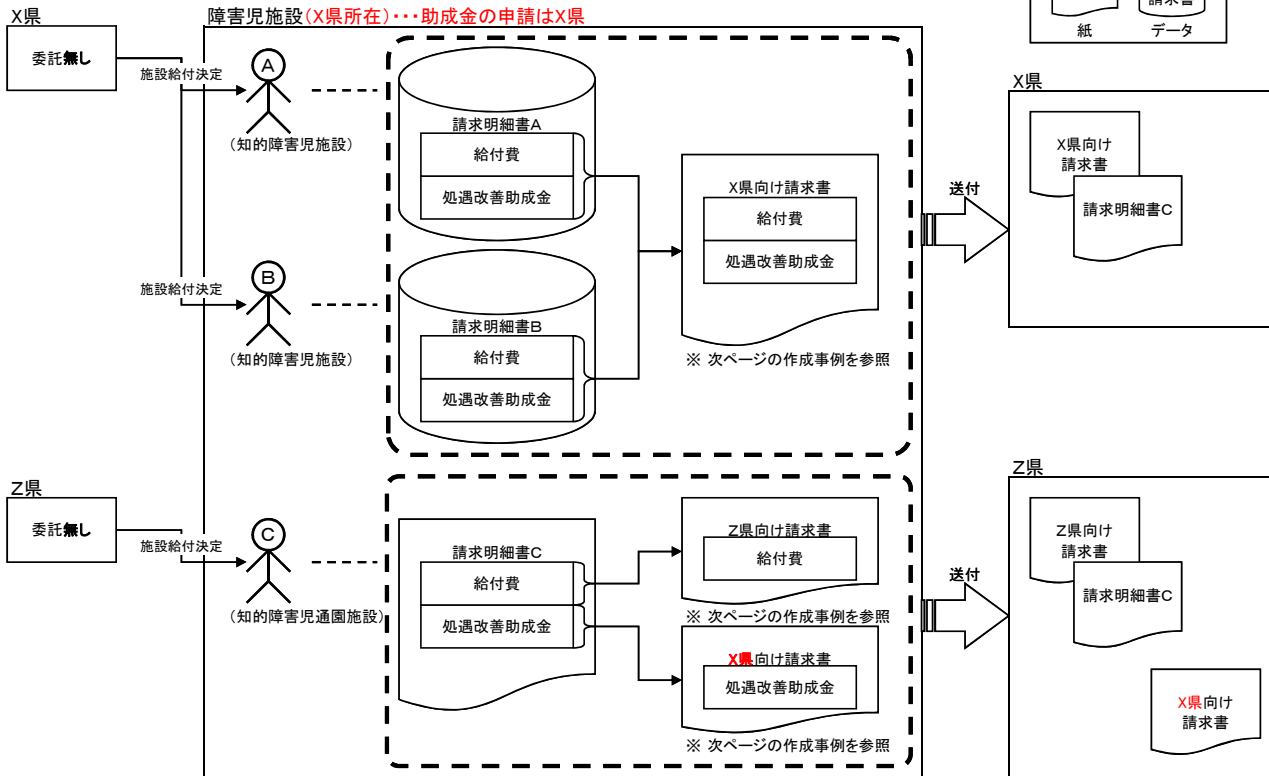 障害児施設(X県所在)・・・助成金の申請はX県
X県
委託無し
施設給付決定
A
(知的障害児施設)
施設給付決定
B
(知的障害児施設)
請求明細書A
給付費
処遇改善助成金
請求明細書B
給付費
処遇改善助成金
X県向け請求書
給付費
処遇改善助成金
※ 次ページの作成事例を参照
送付
請求書
紙
データ
X県
X県向け
請求書
請求明細書C
Z県
委託無し
施設給付決定
C
(知的障害児通園施設)
請求明細書C
給付費
処遇改善助成金
Z県向け請求書
給付費
※ 次ページの作成事例を参照
X県向け請求書
処遇改善助成金
※ 次ページの作成事例を参照
送付
Z県
Z県向け
請求書
請求明細書C
X県向け
請求書